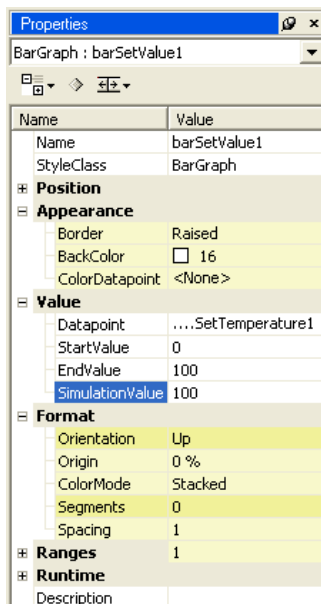 Properties
BarGraph : barSetValue1
Name Value
Name barSetValue1
StyleClass BarGraph
Position
Appearance
Border Raised
BackColor 16
ColorDatapoint <None>
Value
Datapoint ....SetTemperature1
StartValue 0
EndValue 100
SimulationValue 100
Format
Orientation Up
Origin 0 %
ColorMode Stacked
Segments 0
Spacing 1
Ranges 1
Runtime
Description